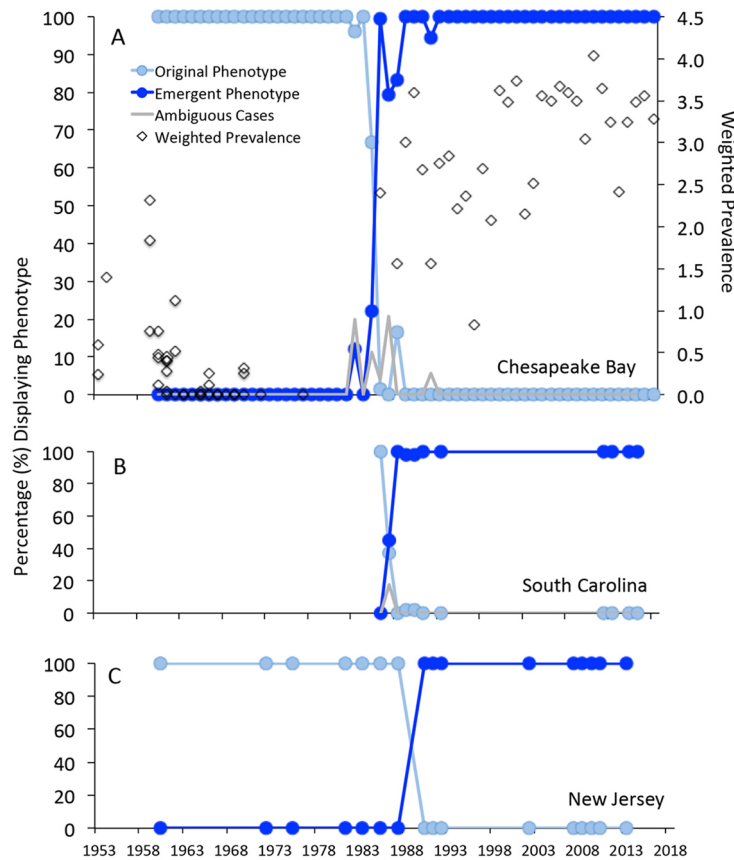 Percentage (%) Displaying Phenotype
Weighted Prevalence
A
100
90
80
70
60
50
40
30
20
10
0
4.5
4.0
3.5
3.0
2.5
2.0
1.5
1.0
0.5
0.0
Original Phenotype
Emergent Phenotype
Ambiguous Cases
Weighted Prevalence
Chesapeake Bay
B
100
80
60
40
20
0
South Carolina
C
100
80
60
40
20
0
New Jersey
1953 1958 1963 1968 1973 1978 1983 1988 1993 1998 2003 2008 2013 2018